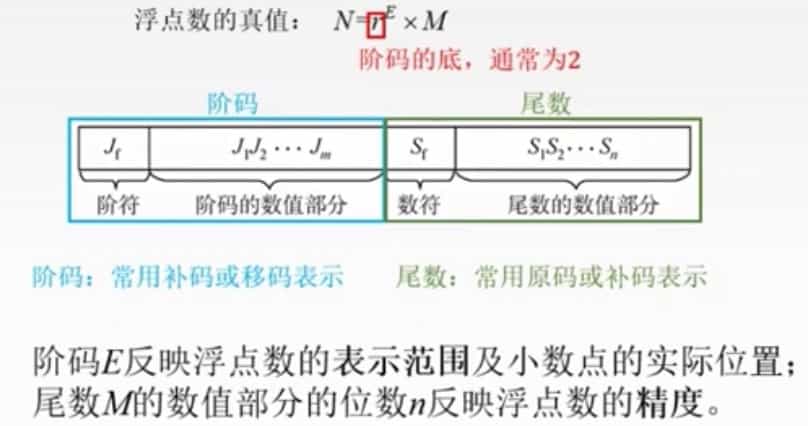 浮点数的真值： N=r^E × M
阶码的底，通常为2
阶码 尾数
J_f J_1J_2 ⋯ J_m S_f S_1S_2⋯S_n
阶符 阶码的数值部分 数符 尾数的数值部分
阶码：常用补码或移码表示 尾数：常用原码或补码表示
阶码E反映浮点数的表示范围及小数点的实际位置；
尾数M的数值部分的位数n反映浮点数的精度。